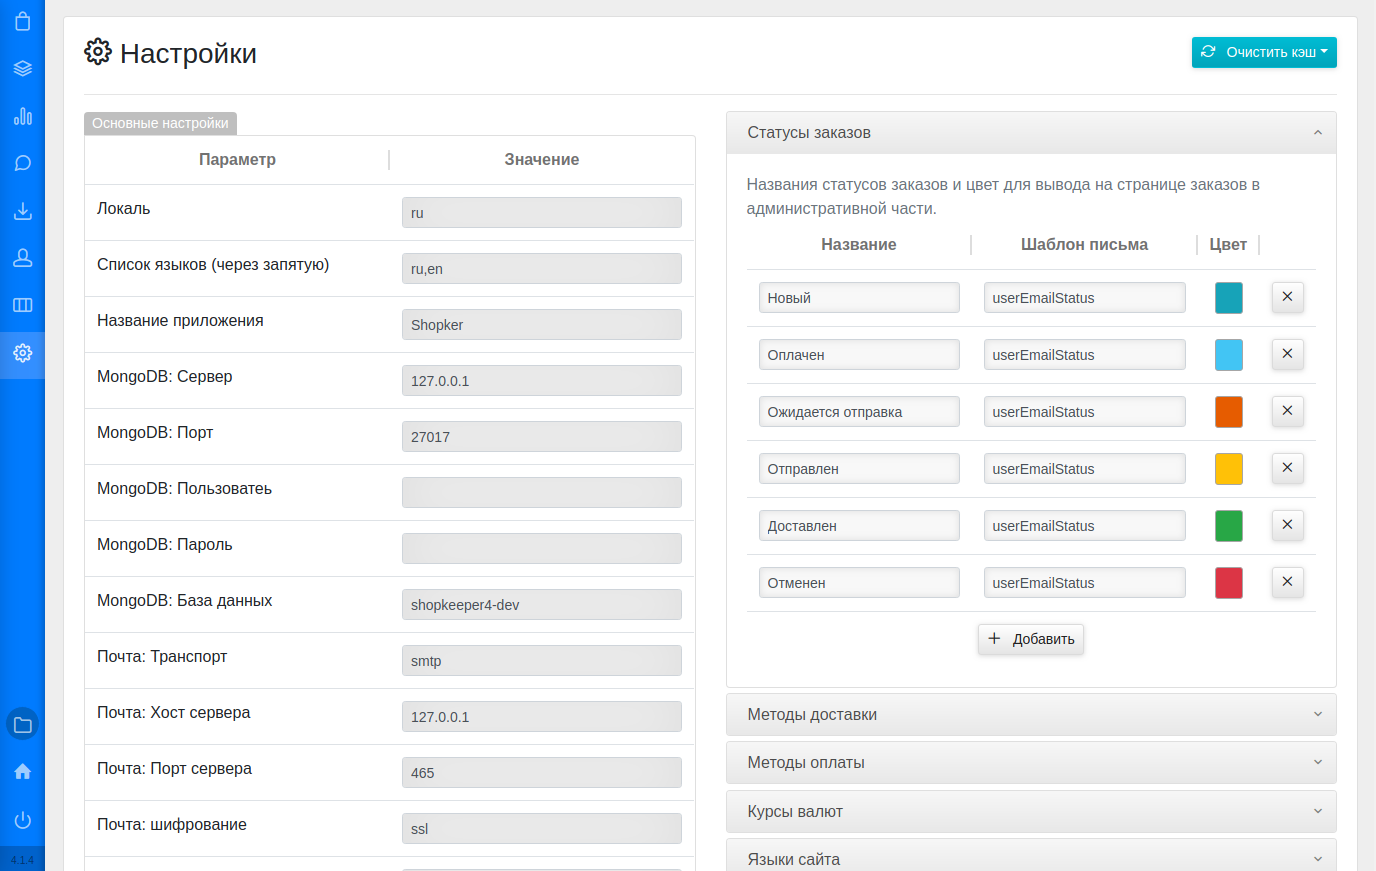 Настройки
Очистить кэш
Основные настройки
Параметр Значение
Локаль ru
Список языков (через запятую) ru,en
Название приложения Shopker
MongoDB: Сервер 127.0.0.1
MongoDB: Порт 27017
MongoDB: Пользоватеь
MongoDB: Пароль
MongoDB: База данных shopkeeper4-dev
Почта: Транспорт smtp
Почта: Хост сервера 127.0.0.1
Почта: Порт сервера 465
Почта: шифрование ssl
Статусы заказов
Названия статусов заказов и цвет для вывода на странице заказов в
административной части.
Название Шаблон письма Цвет
Новый userEmailStatus
Оплачен userEmailStatus
Ожидается отправка userEmailStatus
Отправлен userEmailStatus
Доставлен userEmailStatus
Отменен userEmailStatus
Добавить
Методы доставки
Методы оплаты
Курсы валют
Языки сайта
4.1.4